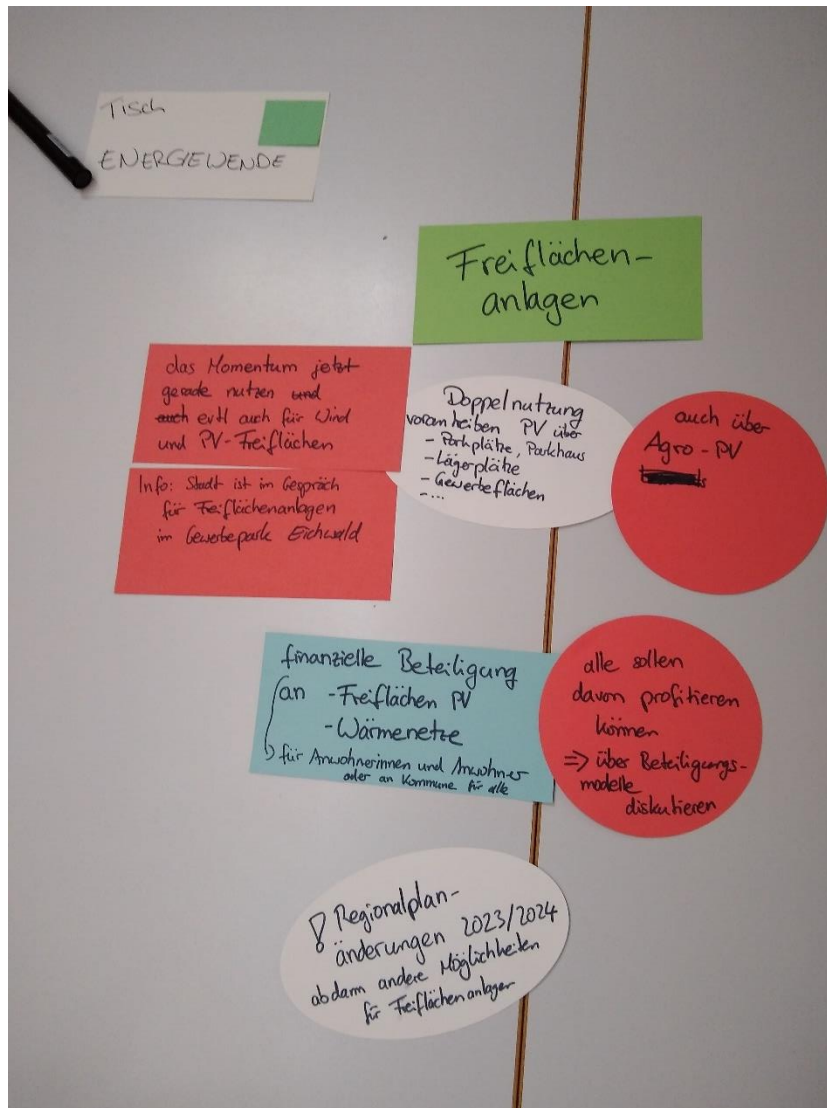 Tisch
ENERGIEWENDE
Freiflächen-
anlagen
das Momentum jetzt
gerade nutzen und
auch evtl auch für Wind
und PV-Freiflächen
Doppelnutzung
vorantreiben PV über
- Parkplätze, Parkhaus
- Lagerplätze
- Gewerbeflächen
- ...
auch über
Agro-PV
Info: Stadt ist im Gespräch
für Freiflächenanlagen
im Gewerbepark Eichwald
finanzielle Beteiligung
an - Freiflächen PV
- Wärmenetze
für Anwohnerinnen und Anwohner
oder an Kommune für alle
alle sollen
davon profitieren
können
=> über Beteiligungs-
modelle
diskutieren
! Regionalplan-
änderungen 2023/2024
ab dann andere Möglichkeiten
für Freiflächenanlagen